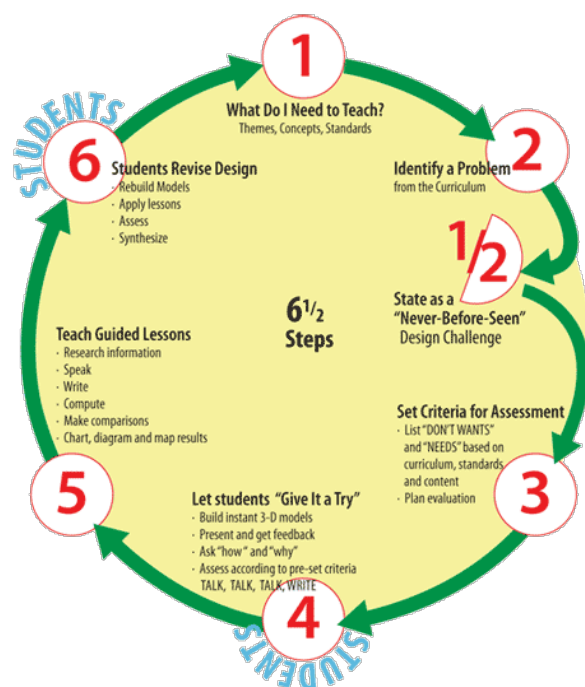 1
What Do I Need to Teach?
Themes, Concepts, Standards
2
Identify a Problem
from the Curriculum
1/2
State as a
“Never-Before-Seen”
Design Challenge
Set Criteria for Assessment
· List “DON'T WANTS”
and “NEEDS” based on
curriculum, standards
and content
· Plan evaluation
3
Let students “Give It a Try”
· Build instant 3-D models
· Present and get feedback
· Ask “how” and “why”
· Assess according to pre-set criteria
TALK, TALK, TALK, WRITE
4
STUDENTS
5
Teach Guided Lessons
· Research information
· Speak
· Write
· Compute
· Make comparisons
· Chart, diagram and map results
STUDENTS
6
Students Revise Design
· Rebuild Models
· Apply lessons
· Assess
· Synthesize
6 1/2
Steps